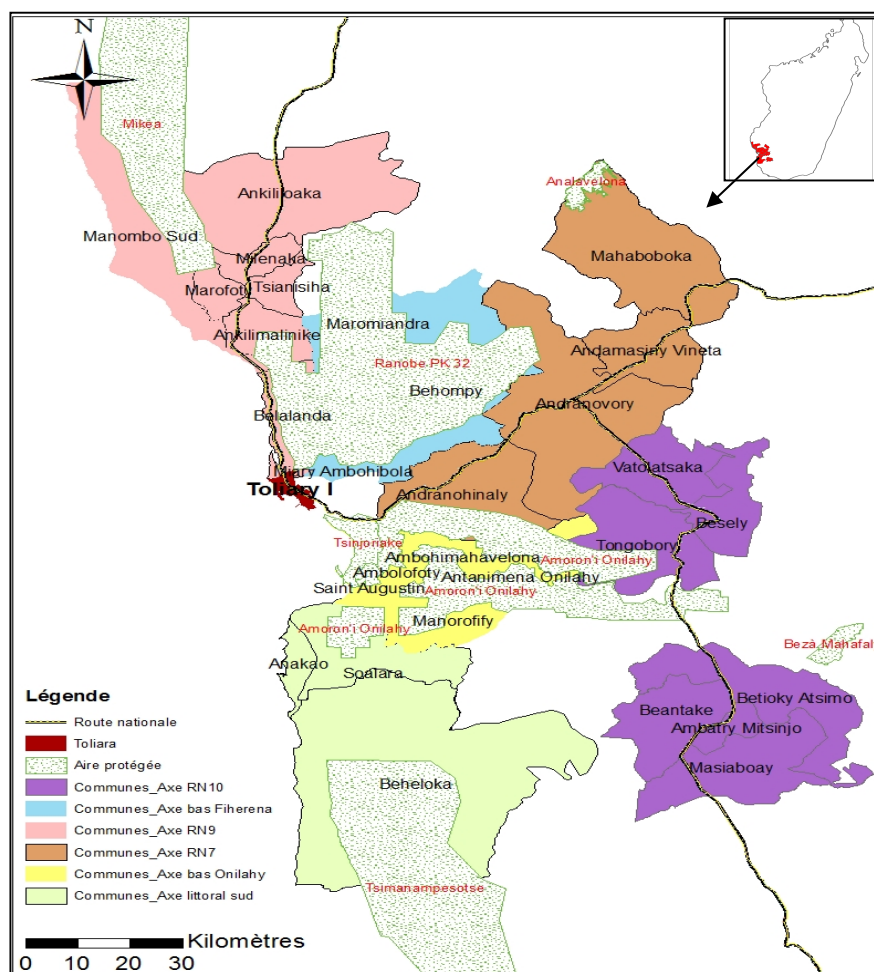 N
Mikea
Ankililoaka
Analavelona
Manombo Sud
Mahaboboka
Milenaka
Marofoty
Tsianisiha
Maromiandra
Ankilimalinike
Andamasiny Vineta
Ranobe PK 32
Behompy
Andranovory
Belalanda
Miary Ambohibola
Vatolatsaka
Toliary I
Andranohinaly
Besely
Tsinjoriake
Tongobory
Ambohimahavelona
Amoron'i Onilahy
Ambolofoty
Antanimena Onilahy
Saint Augustin
Amoron'i Onilahy
Manorofify
Amoron'i Onilahy
Bezà Mahafal
Anakao
Soalara
Betioky Atsimo
Beantake
Ambatry Mitsinjo
Masiaboay
Beheloka
Tsimanampesotse
Légende
Route nationale
Toliara
Aire protégée
Communes_Axe RN10
Communes_Axe bas Fiherena
Communes_Axe RN9
Communes_Axe RN7
Communes_Axe bas Onilahy
Communes_Axe littoral sud
Kilomètres
0 10 20 30